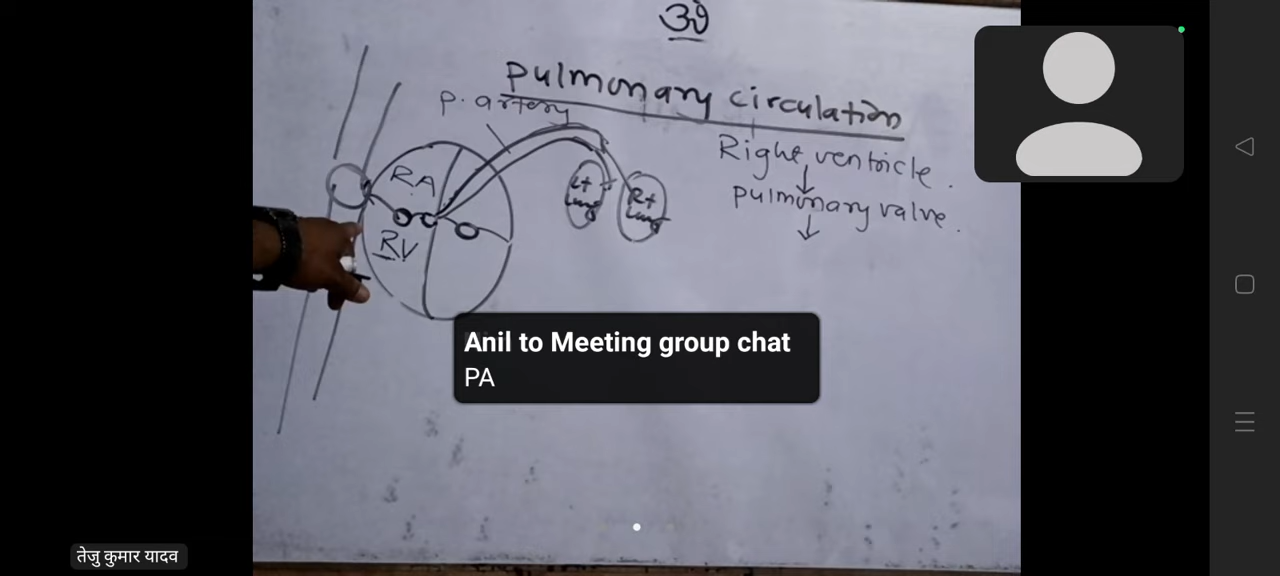 ॐ
Pulmonary circulation
P. artery
Right ventricle.
Pulmonary valve.
RA
Lt
lung
Rt
Lung
RV
Anil to Meeting group chat
PA
तेजु कुमार यादव